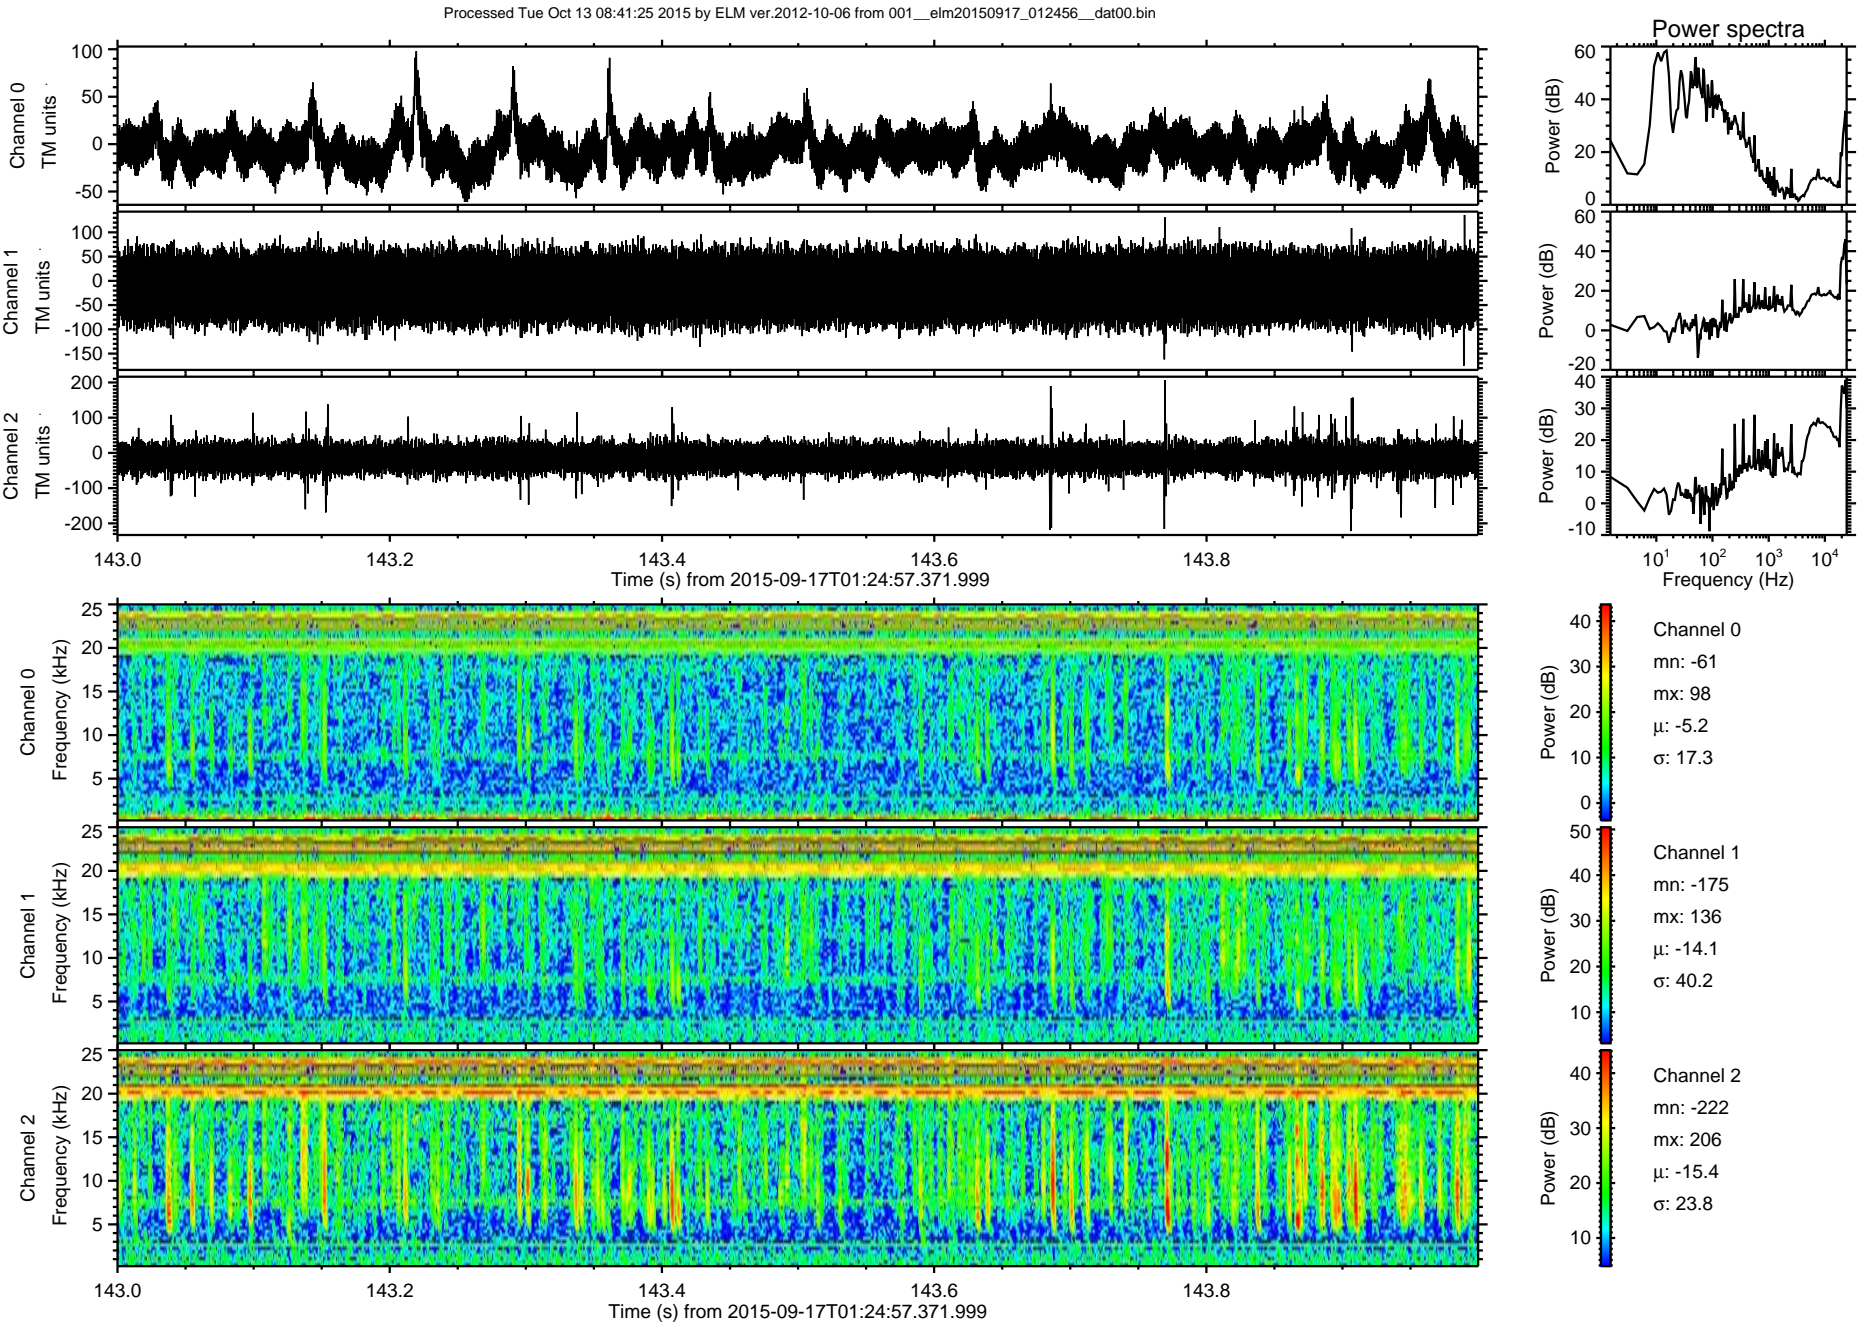 Processed Tue Oct 13 08:41:25 2015 by ELM ver.2012-10-06 from 001__elm20150917_012456__dat00.bin
Power spectra
Channel 0
TM units
100
50
0
-50
Power (dB)
60
40
20
0
Channel 1
TM units
100
50
0
-50
-100
-150
Power (dB)
60
40
20
0
-20
Channel 2
TM units
200
100
0
-100
-200
Power (dB)
40
30
20
10
0
-10
143.0 143.2 143.4 143.6 143.8
Time (s) from 2015-09-17T01:24:57.371.999
10^1 10^2 10^3 10^4
Frequency (Hz)
Channel 0
Frequency (kHz)
25
20
15
10
5
Power (dB)
40
30
20
10
0
Channel 0
mn: -61
mx: 98
μ: -5.2
σ: 17.3
Channel 1
Frequency (kHz)
25
20
15
10
5
Power (dB)
50
40
30
20
10
Channel 1
mn: -175
mx: 136
μ: -14.1
σ: 40.2
Channel 2
Frequency (kHz)
25
20
15
10
5
Power (dB)
40
30
20
10
Channel 2
mn: -222
mx: 206
μ: -15.4
σ: 23.8
143.0 143.2 143.4 143.6 143.8
Time (s) from 2015-09-17T01:24:57.371.999